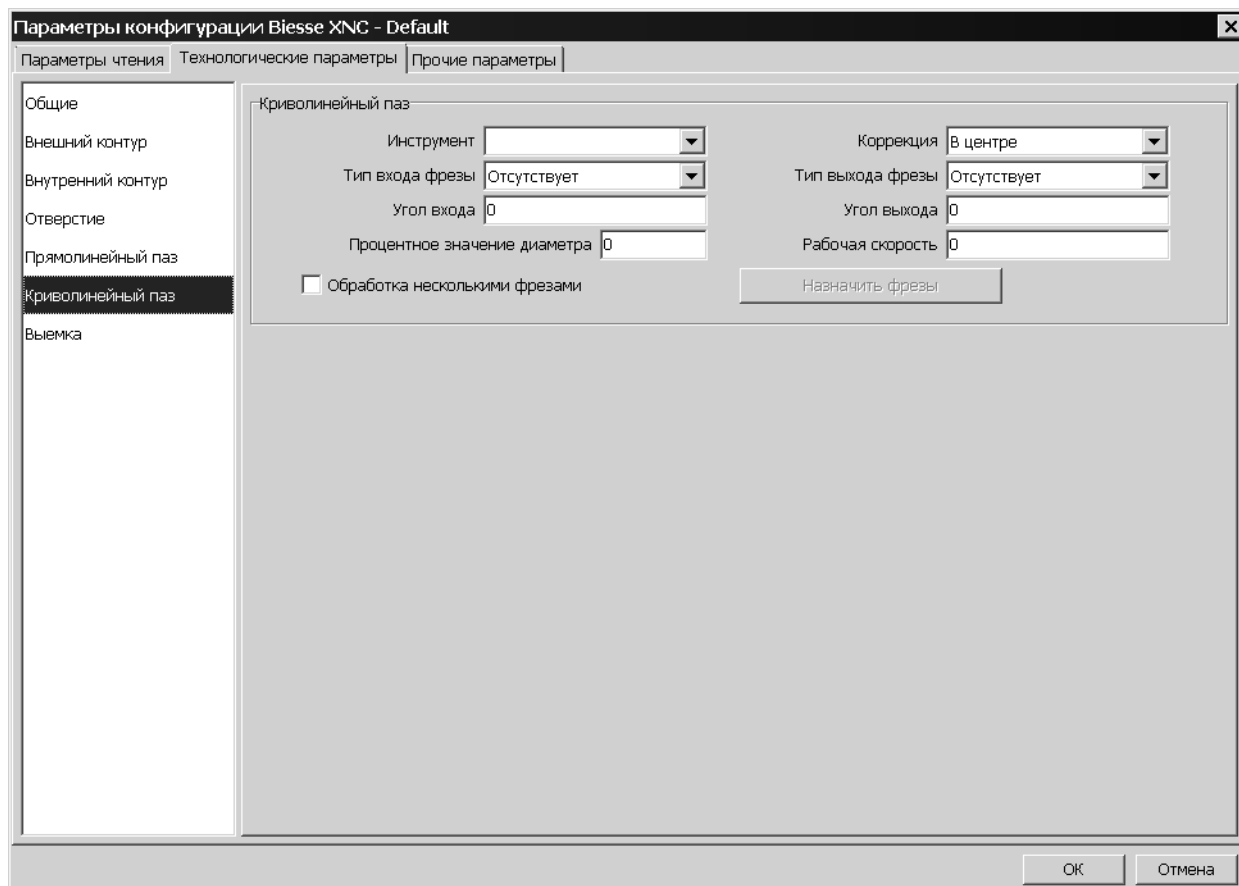 Параметры конфигурации Biesse XNC - Default
Параметры чтения Технологические параметры Прочие параметры
Общие
Внешний контур
Внутренний контур
Отверстие
Прямолинейный паз
Криволинейный паз
Выемка
Криволинейный паз
Инструмент Коррекция В центре
Тип входа фрезы Отсутствует Тип выхода фрезы Отсутствует
Угол входа 0 Угол выхода 0
Процентное значение диаметра 0 Рабочая скорость 0
Обработка несколькими фрезами Назначить фрезы
ОК Отмена